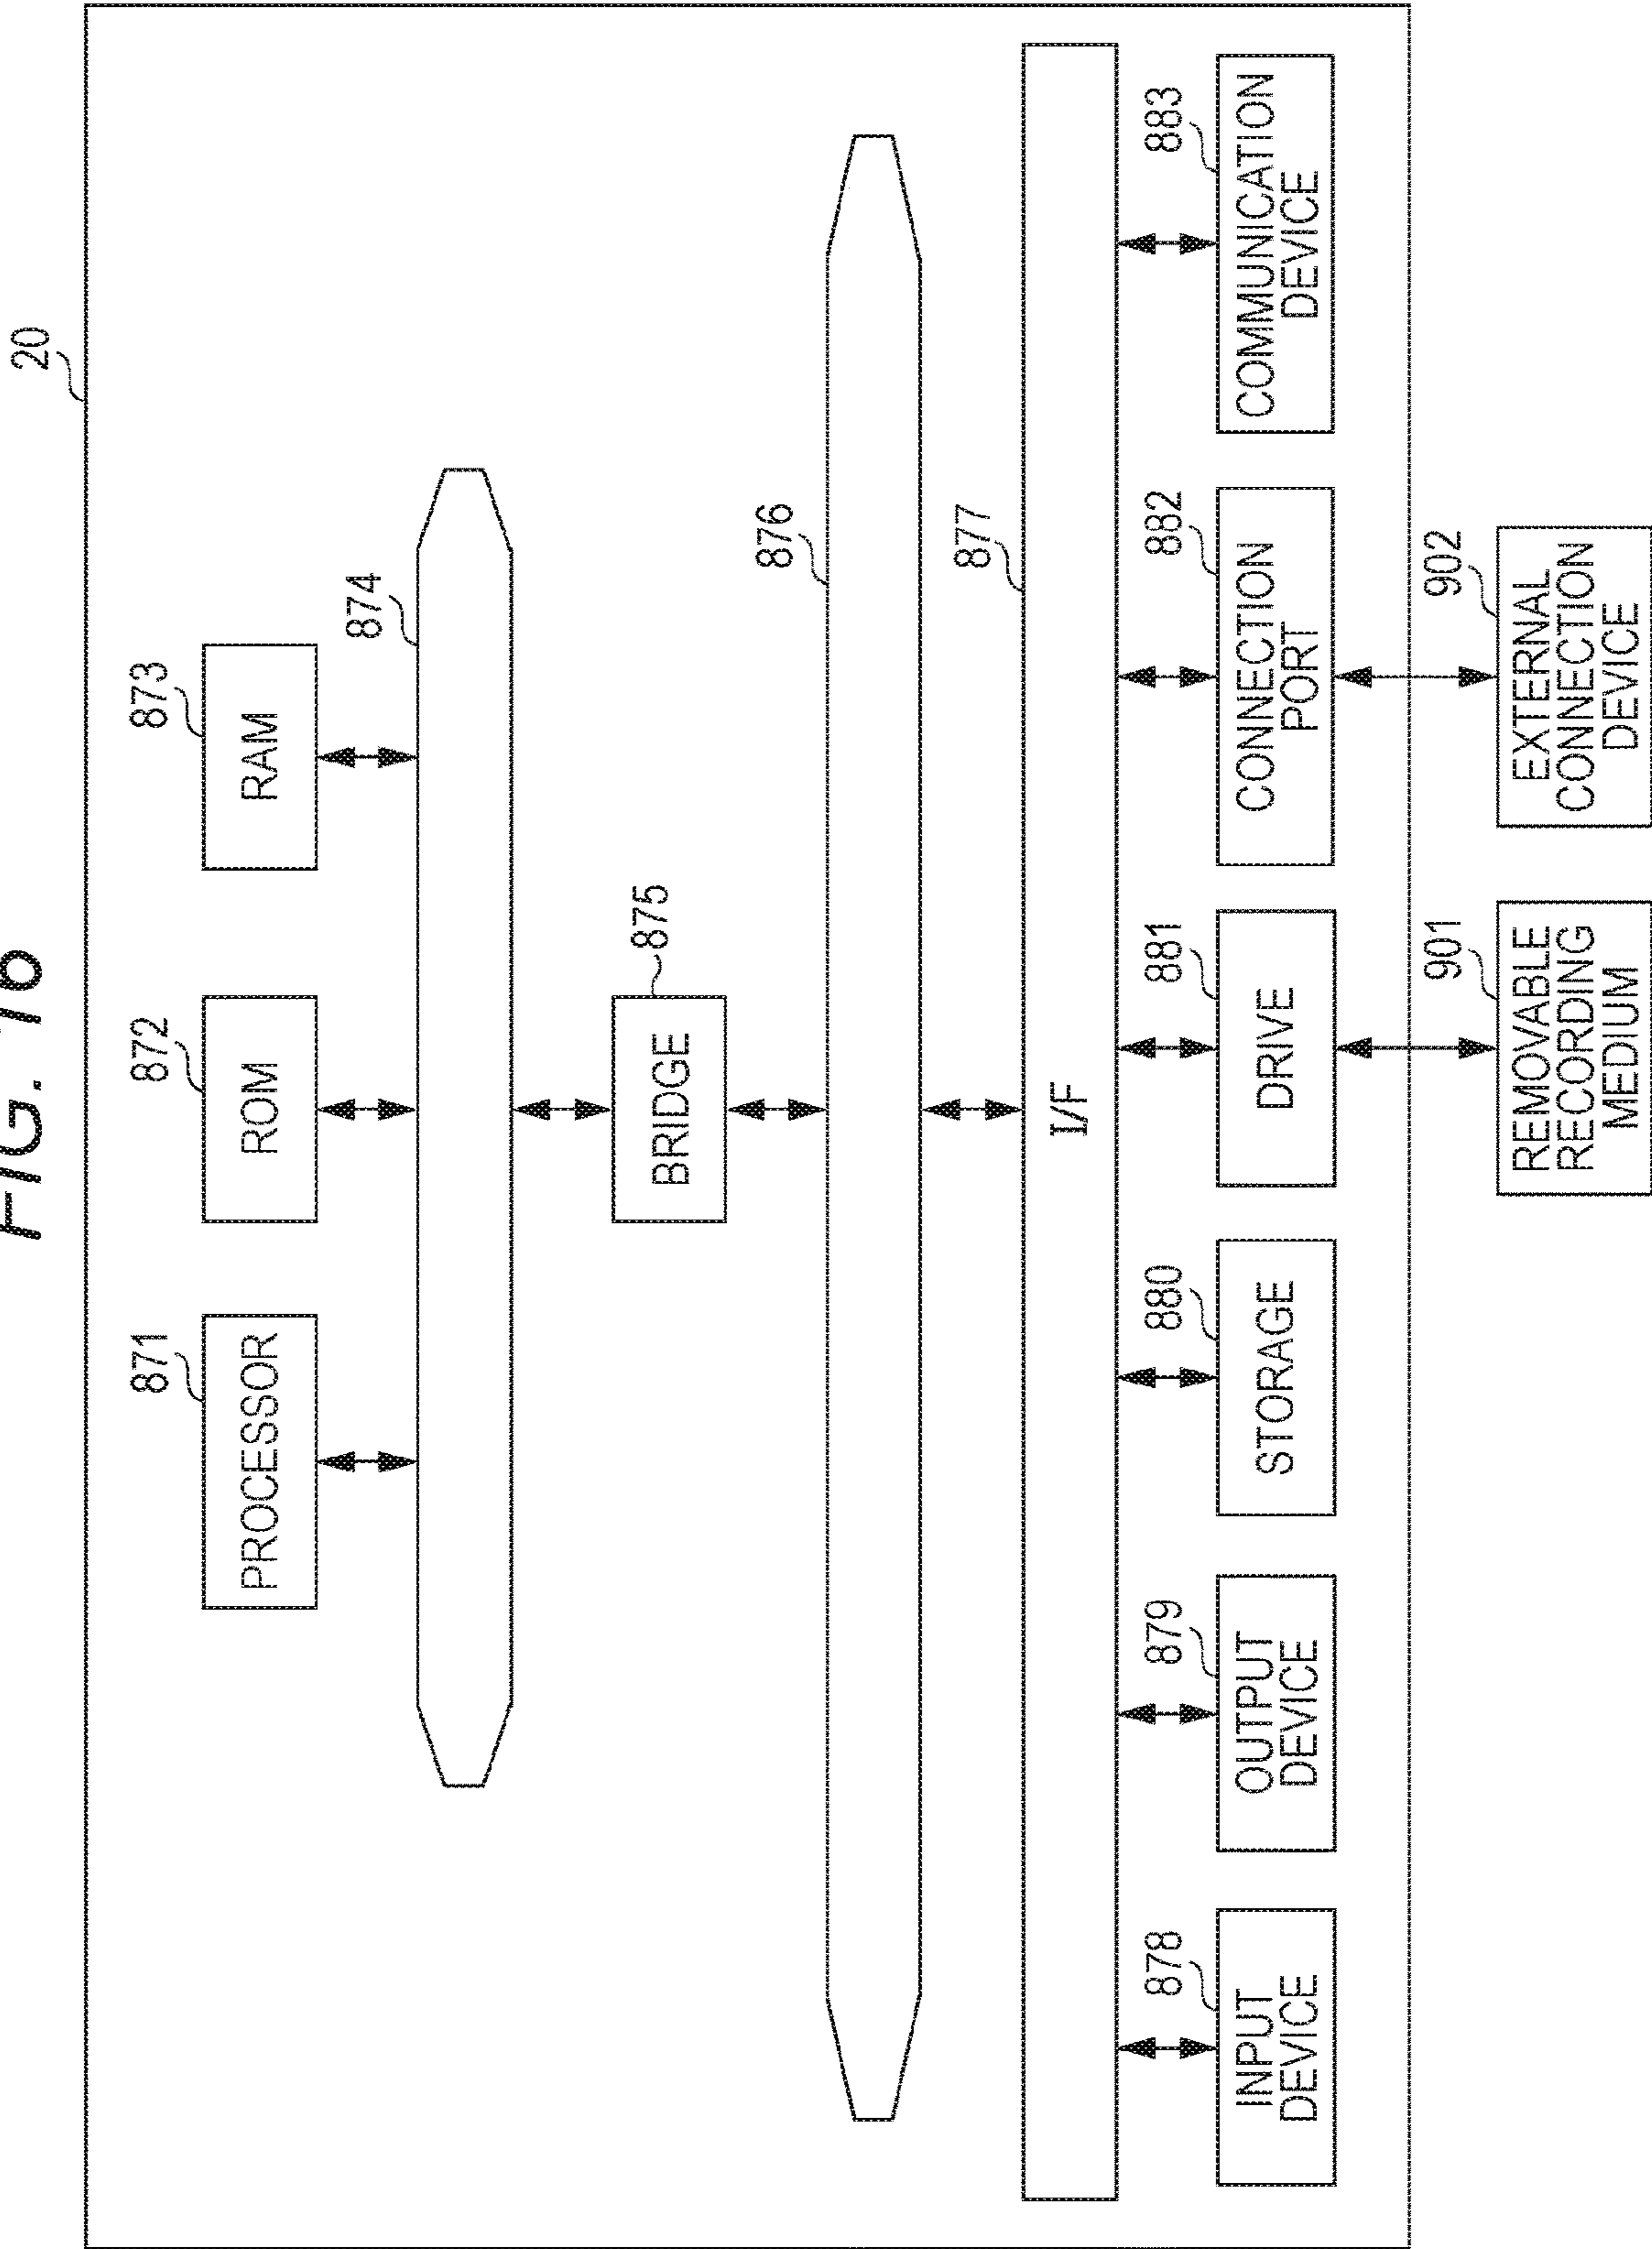 FIG. 16
20
871
872
873
PROCESSOR
ROM
RAM
874
875
BRIDGE
876
877
I/F
878
879
880
881
882
883
INPUT
DEVICE
OUTPUT
DEVICE
STORAGE
DRIVE
CONNECTION
PORT
COMMUNICATION
DEVICE
901
902
REMOVABLE
RECORDING
MEDIUM
EXTERNAL
CONNECTION
DEVICE